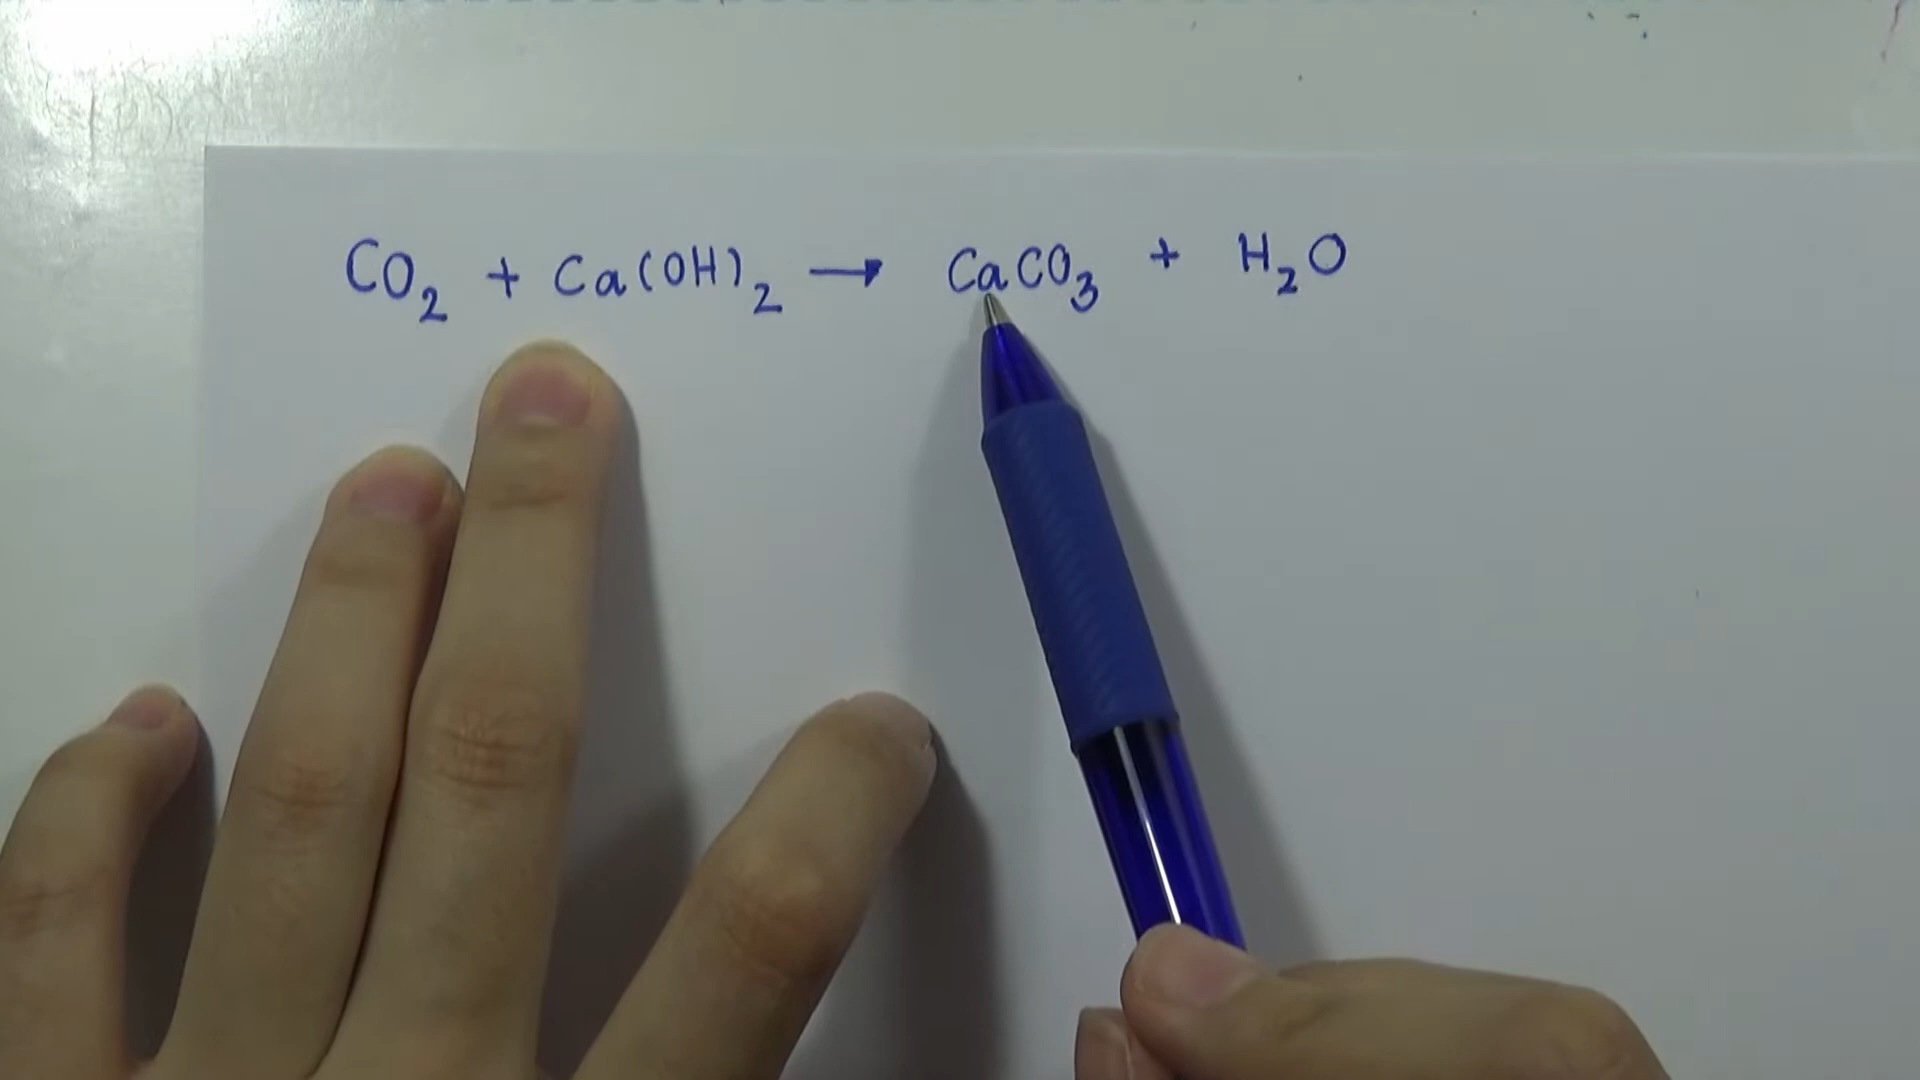 CO₂ + Ca(OH)₂ → CaCO₃ + H₂O